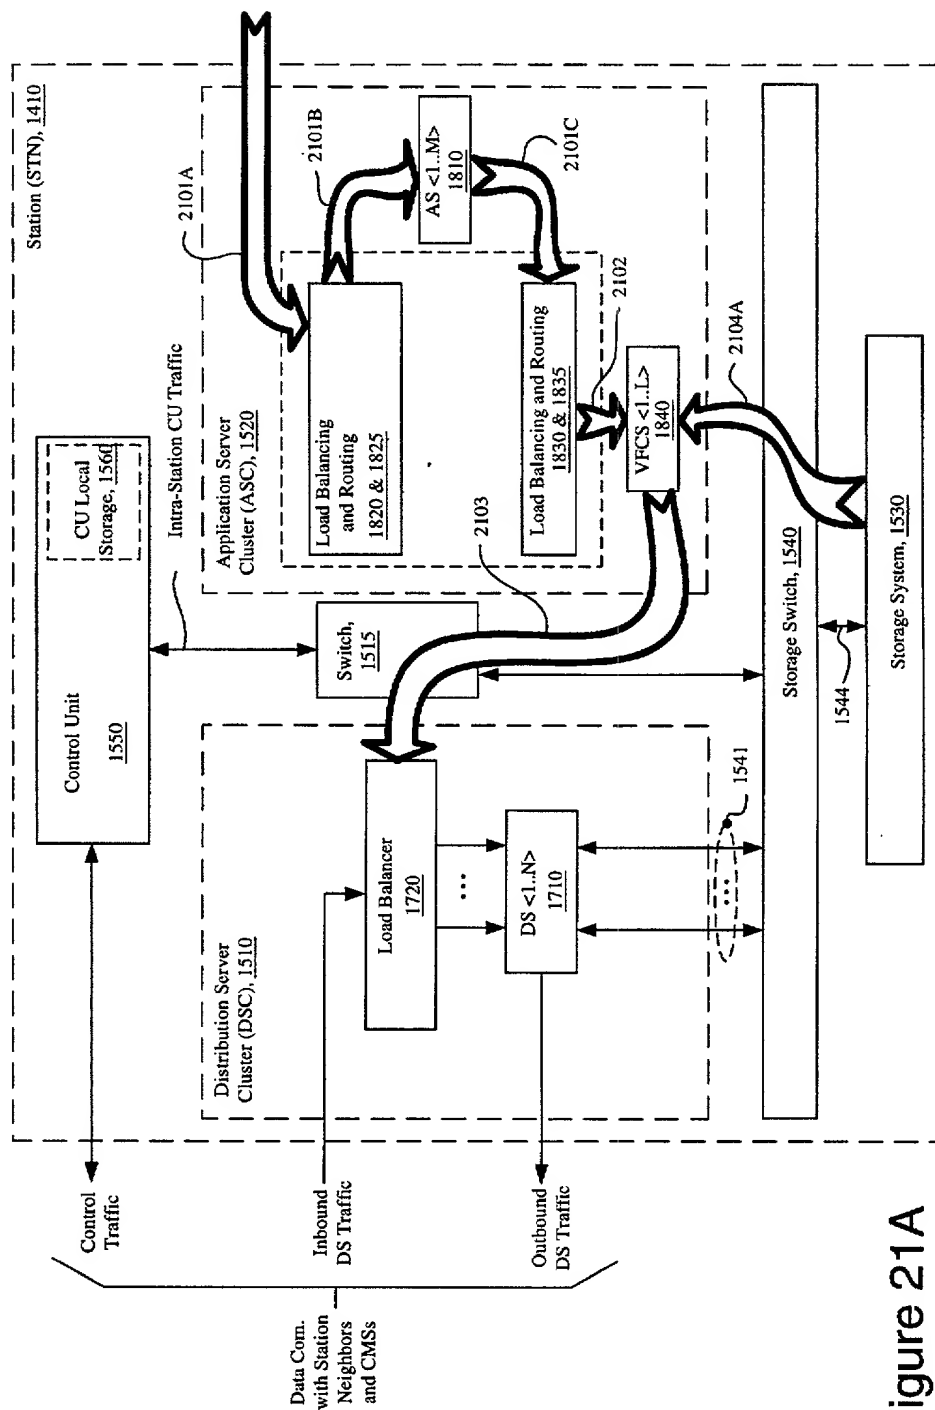 Station (STN), 1410
Control Unit
1550
CU Local
Storage, 1560
Intra-Station CU Traffic
2101A
Application Server
Cluster (ASC), 1520
Load Balancing
and Routing
1820 & 1825
2101B
AS <1..M>
1810
2101C
Load Balancing and Routing
1830 & 1835
2102
VFCS <1..L>
1840
2104A
Switch,
1515
2103
Distribution Server
Cluster (DSC), 1510
Load Balancer
1720
...
DS <1..N>
1710
...
1541
Storage Switch, 1540
1544
Storage System, 1530
Control
Traffic
Inbound
DS Traffic
Outbound
DS Traffic
Data Com.
with Station
Neighbors
and CMSs
igure 21A